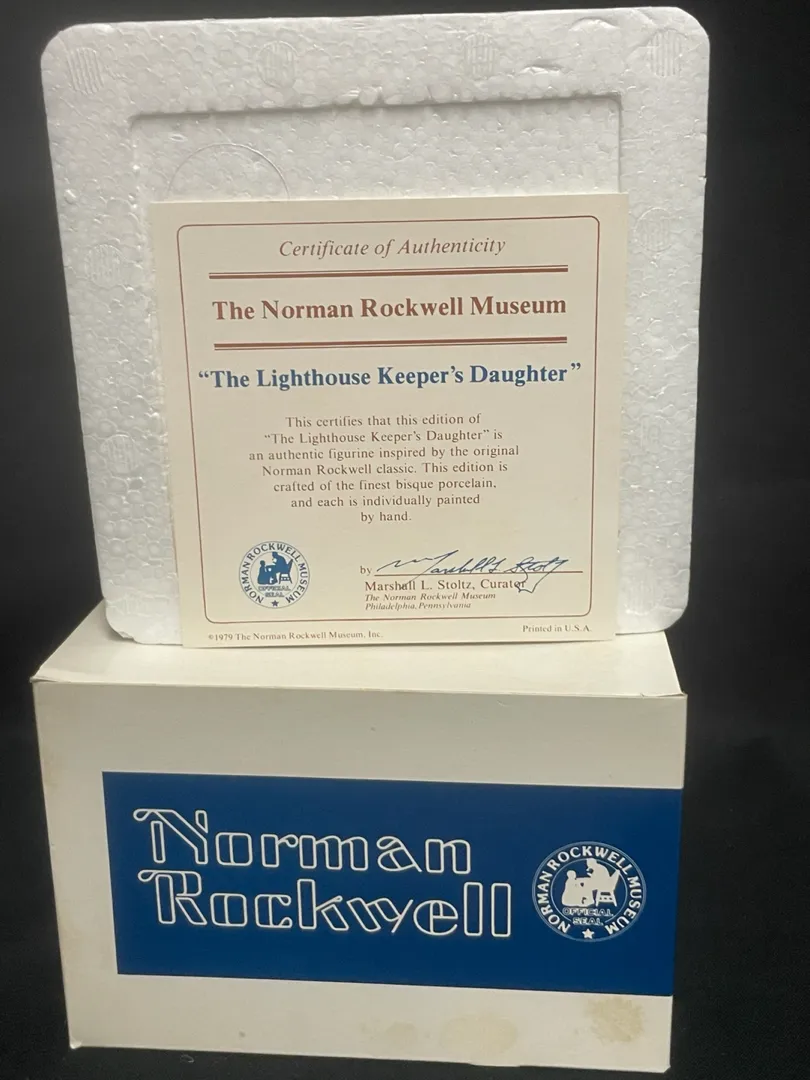 Certificate of Authenticity
The Norman Rockwell Museum
“The Lighthouse Keeper’s Daughter”
This certifies that this edition of
“The Lighthouse Keeper’s Daughter” is
an authentic figurine inspired by the original
Norman Rockwell classic. This edition is
crafted of the finest bisque porcelain,
and each is individually painted
by hand.
NORMAN ROCKWELL MUSEUM
OFFICIAL
SEAL
by Marshall L Stoltz
Marshall L. Stoltz, Curator
The Norman Rockwell Museum
Philadelphia, Pennsylvania
©1979 The Norman Rockwell Museum, Inc.
Printed in U.S.A.
Norman
Rockwell
NORMAN ROCKWELL MUSEUM
OFFICIAL
SEAL